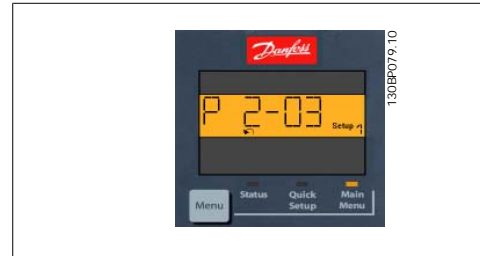 Danfoss
130BP079.10
P 2-03
Setup 1
Menu
Status
Quick
Setup
Main
Menu